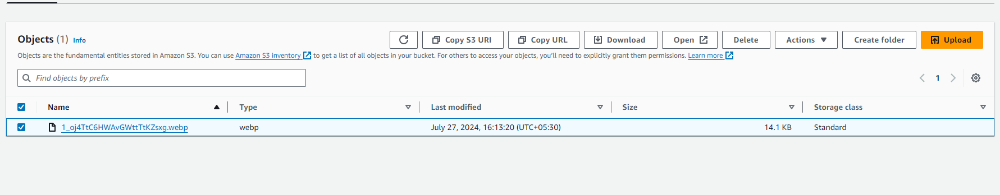 Objects (1) Info
Copy S3 URI
Copy URL
Download
Open
Delete
Actions
Create folder
Upload
Objects are the fundamental entities stored in Amazon S3. You can use Amazon S3 inventory to get a list of all objects in your bucket. For others to access your objects, you'll need to explicitly grant them permissions. Learn more
Find objects by prefix
1
Name Type Last modified Size Storage class
1_oj4TtC6HWAvGWttTtKZsxg.webp webp July 27, 2024, 16:13:20 (UTC+05:30) 14.1 KB Standard